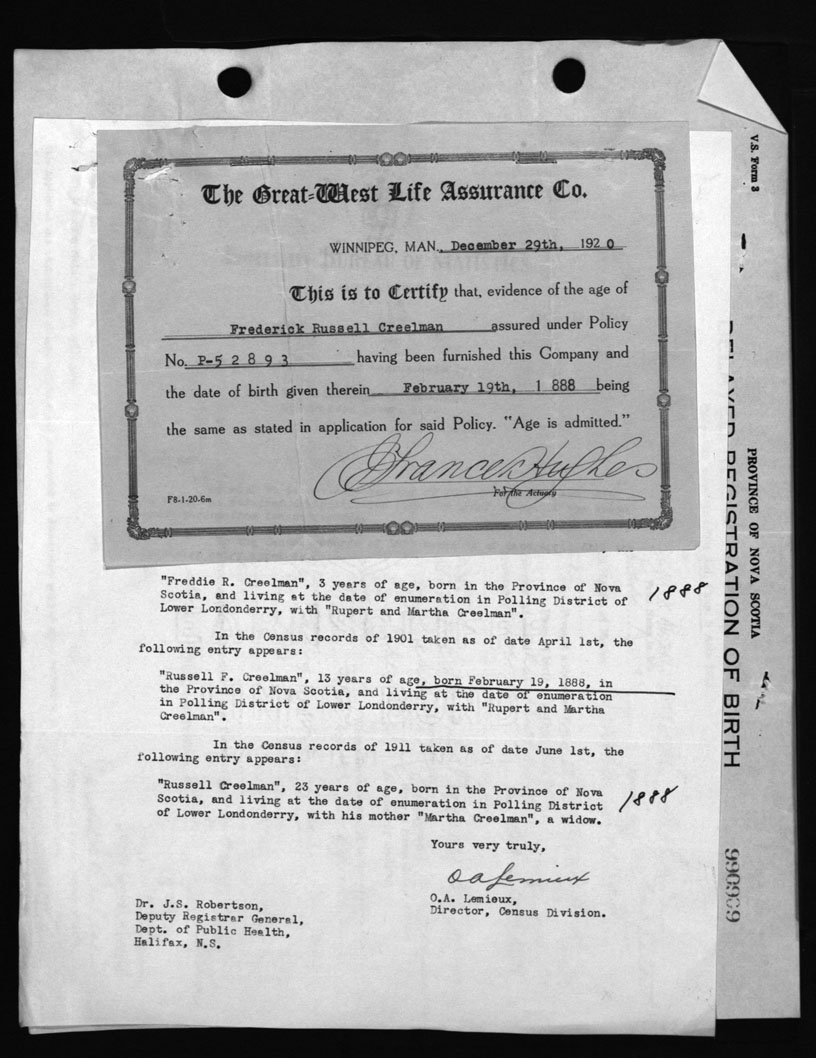 The Great-West Life Assurance Co.
WINNIPEG, MAN., December 29th, 1920
This is to Certify that, evidence of the age of
Frederick Russell Creelman assured under Policy
No. P-52893 having been furnished this Company and
the date of birth given therein February 19th, 1888 being
the same as stated in application for said Policy. "Age is admitted."
For the Actuary
F8-1-20-6m
"Freddie R. Creelman", 3 years of age, born in the Province of Nova
Scotia, and living at the date of enumeration in Polling District of
Lower Londonderry, with "Rupert and Martha Creelman".
1888
In the Census records of 1901 taken as of date April 1st, the
following entry appears:
"Russell F. Creelman", 13 years of age, born February 19, 1888, in
the Province of Nova Scotia, and living at the date of enumeration
in Polling District of Lower Londonderry, with "Rupert and Martha
Creelman".
In the Census records of 1911 taken as of date June 1st, the
following entry appears:
"Russell Creelman", 23 years of age, born in the Province of Nova
Scotia, and living at the date of enumeration in Polling District
of Lower Londonderry, with his mother "Martha Creelman", a widow.
1888
Yours very truly,
O A Lemieux
O.A. Lemieux,
Director, Census Division.
Dr. J.S. Robertson,
Deputy Registrar General,
Dept. of Public Health,
Halifax, N.S.
V.S. Form 3
PROVINCE OF NOVA SCOTIA
DELAYED REGISTRATION OF BIRTH